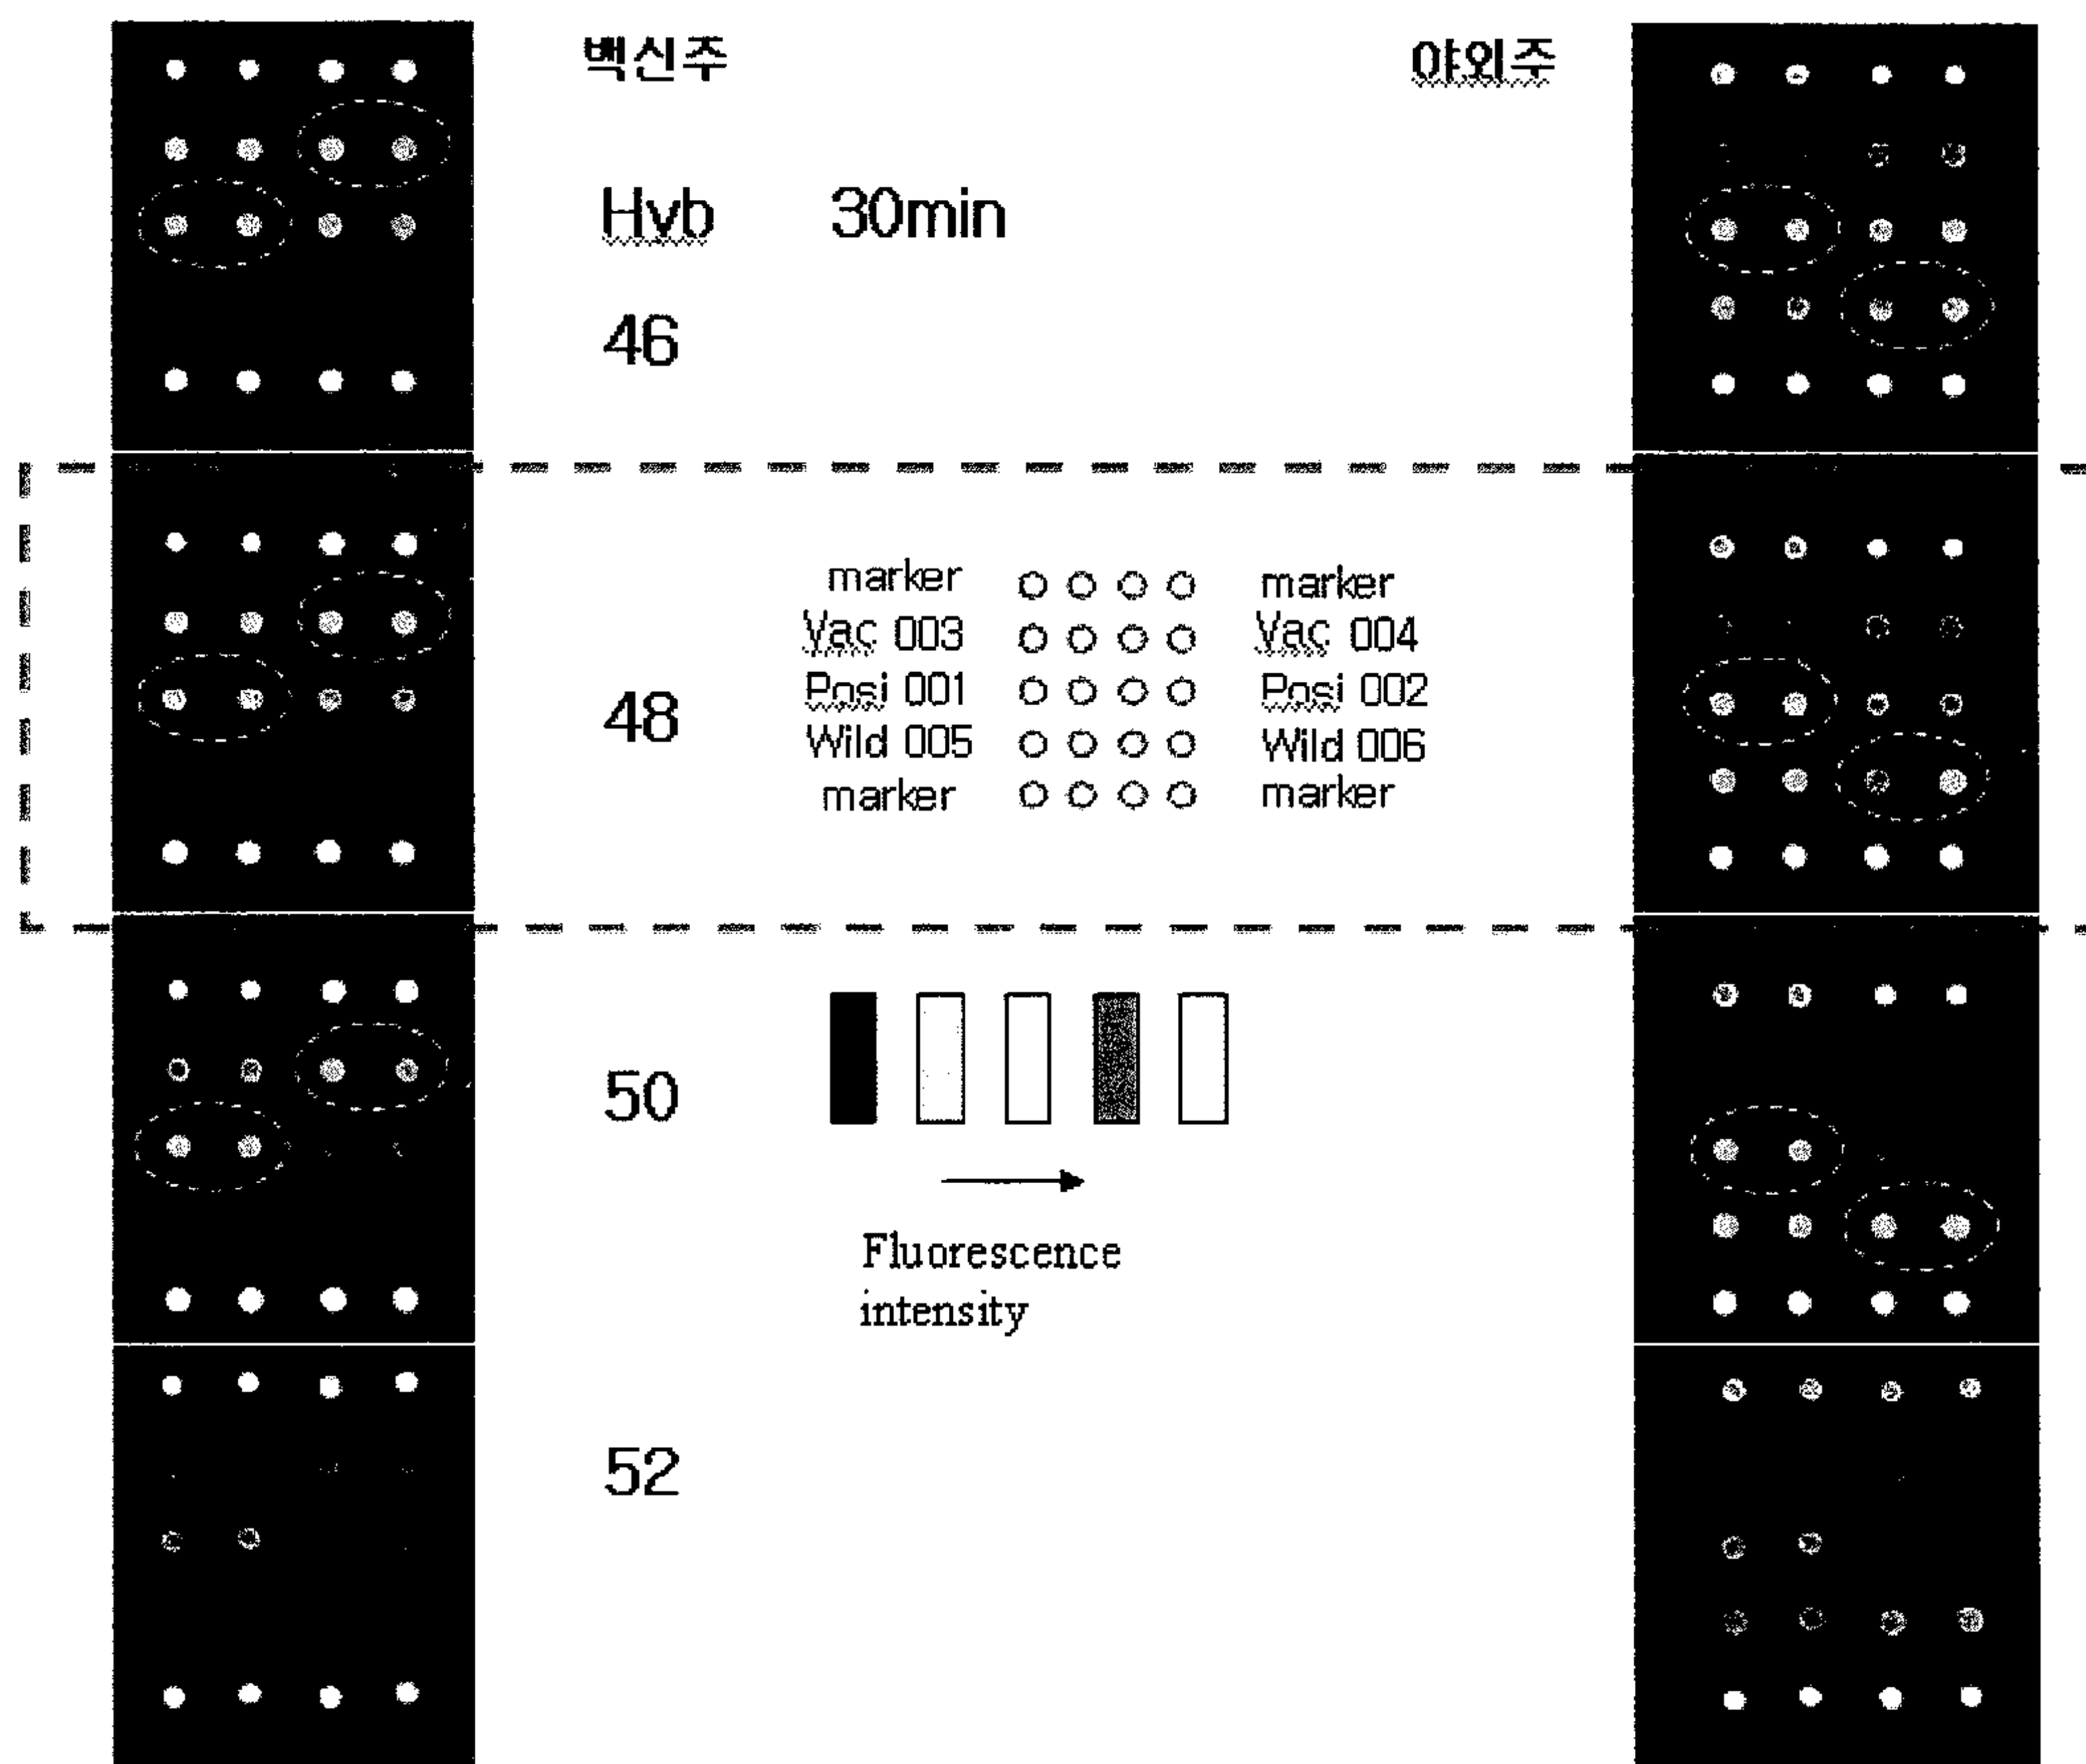 백신주
야외주
Hyb 30min
46
marker marker
Vac 003 Vac 004
Posi 001 Posi 002
48
Wild 005 Wild 006
marker marker
50
Fluorescence
intensity
52